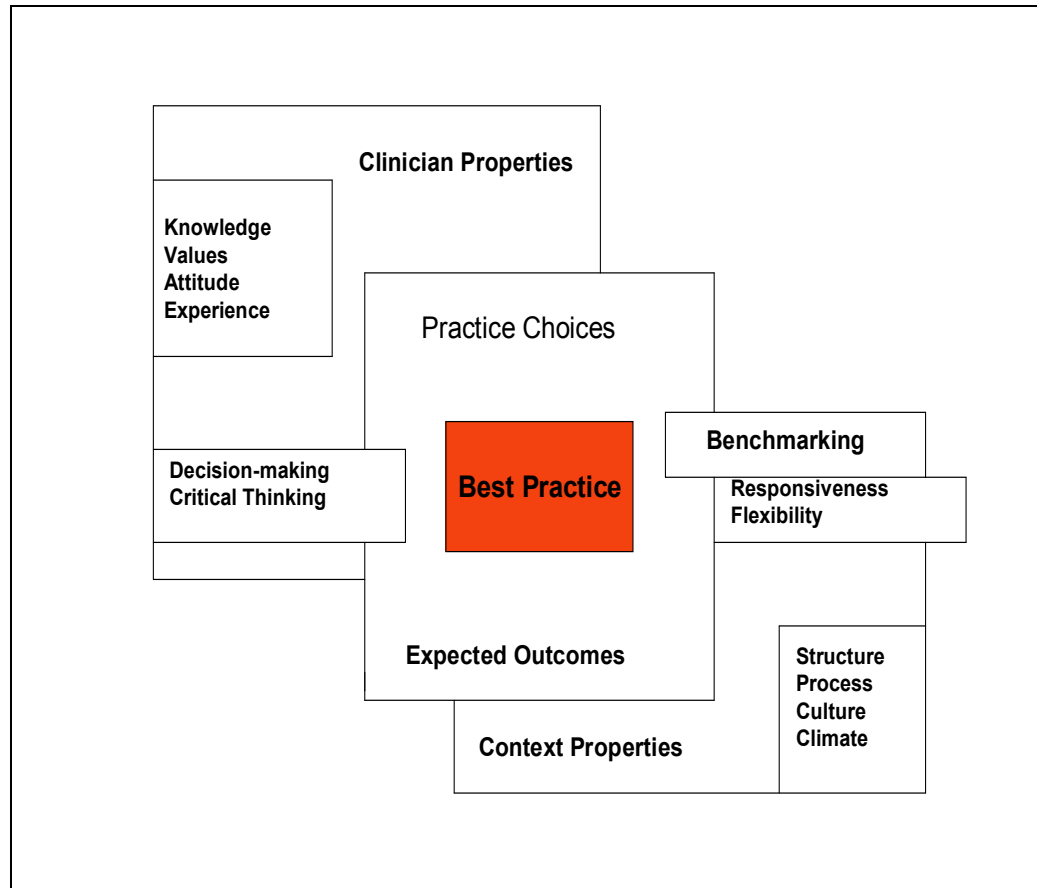 Clinician Properties
Knowledge
Values
Attitude
Experience
Practice Choices
Benchmarking
Decision-making
Critical Thinking
Best Practice
Responsiveness
Flexibility
Expected Outcomes
Structure
Process
Culture
Climate
Context Properties